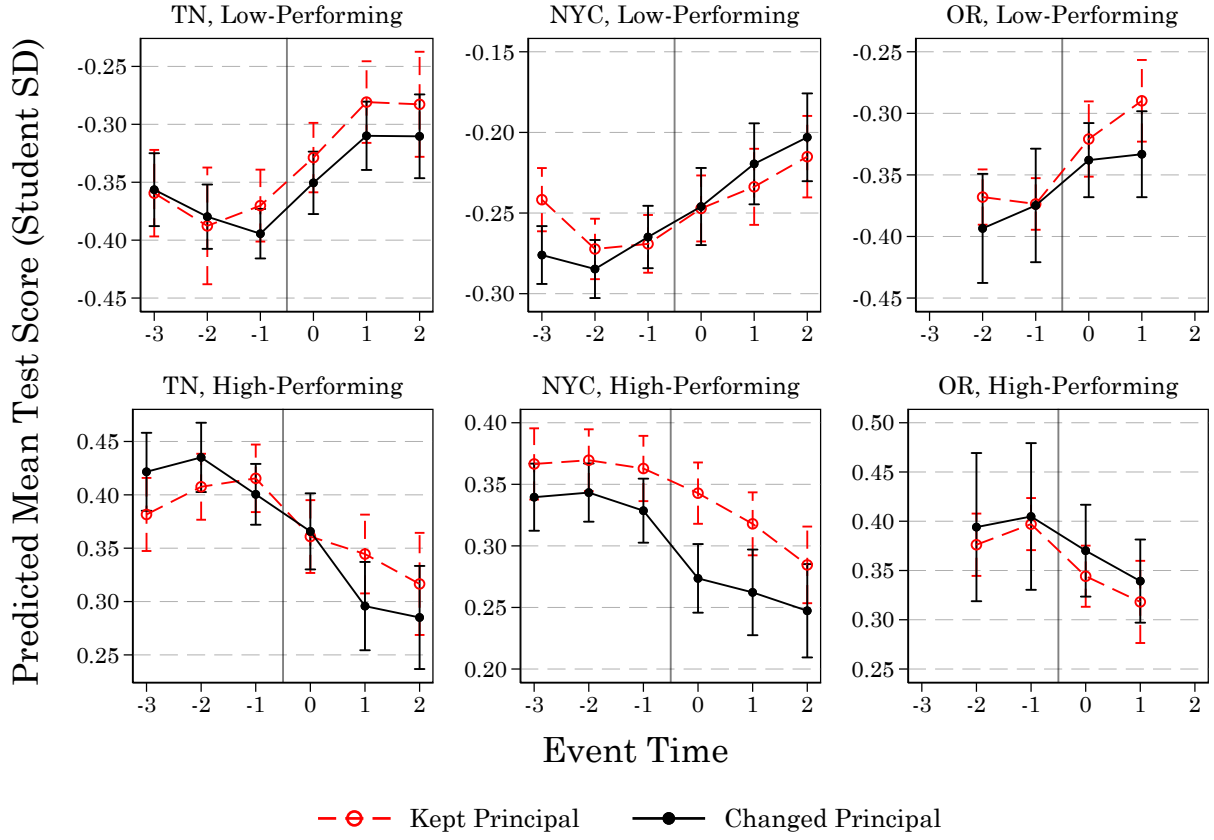 Predicted Mean Test Score (Student SD)
TN, Low-Performing
-0.25
-0.30
-0.35
-0.40
-0.45
-3 -2 -1 0 1 2
NYC, Low-Performing
-0.15
-0.20
-0.25
-0.30
-3 -2 -1 0 1 2
OR, Low-Performing
-0.25
-0.30
-0.35
-0.40
-0.45
-3 -2 -1 0 1 2
TN, High-Performing
0.45
0.40
0.35
0.30
0.25
-3 -2 -1 0 1 2
NYC, High-Performing
0.40
0.35
0.30
0.25
0.20
-3 -2 -1 0 1 2
OR, High-Performing
0.50
0.45
0.40
0.35
0.30
0.25
-3 -2 -1 0 1 2
Event Time
Kept Principal Changed Principal